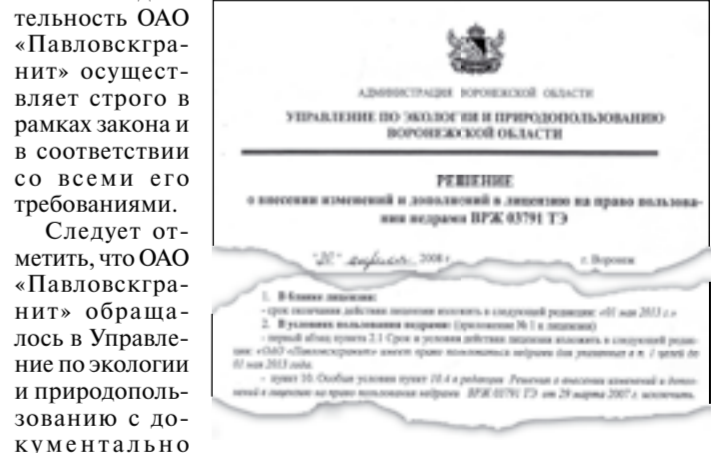 тельность ОАО
«Павловскгра-
нит» осущест-
вляет строго в
рамках закона и
в соответствии
со всеми его
требованиями.
Следует от-
метить, что ОАО
«Павловскгра-
нит» обраща-
лось в Управле-
ние по экологии
и природополь-
зованию с до-
кументально
АДМИНИСТРАЦИЯ ВОРОНЕЖСКОЙ ОБЛАСТИ
УПРАВЛЕНИЕ ПО ЭКОЛОГИИ И ПРИРОДОПОЛЬЗОВАНИЮ
ВОРОНЕЖСКОЙ ОБЛАСТИ
РЕШЕНИЕ
о внесении изменений и дополнений в лицензию на право пользова-
ния недрами ВРЖ 03791 ТЭ
2008 г. г. Воронеж
1. В бланке лицензии:
- срок окончания действия лицензии изложить в следующей редакции: «01 мая 2013 г.»
2. В условиях пользования недрами: (приложение № 1 к лицензии)
- первый абзац пункта 2.1 Срок и условия действия лицензии изложить в следующей редак-
ции: «ОАО «Павловскгранит» имеет право пользоваться недрами для указанных в п. 1 целей до
01 мая 2013 года.
- пункт 10. Особые условия пункт 10.4 в редакции Решения о внесении изменений и допол-
нений в лицензию на право пользования недрами ВРЖ 03791 ТЭ от 29 марта 2007 г. исключить.